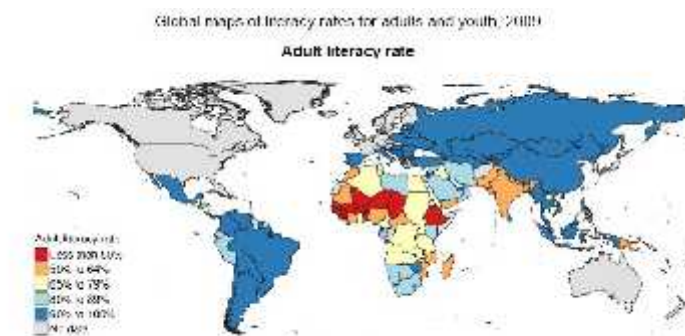 Global maps of literacy rates for adults and youth, 2009
Adult literacy rate
Adult literacy rate
Less than 50%
50% to 64%
65% to 79%
80% to 89%
90% to 100%
No data